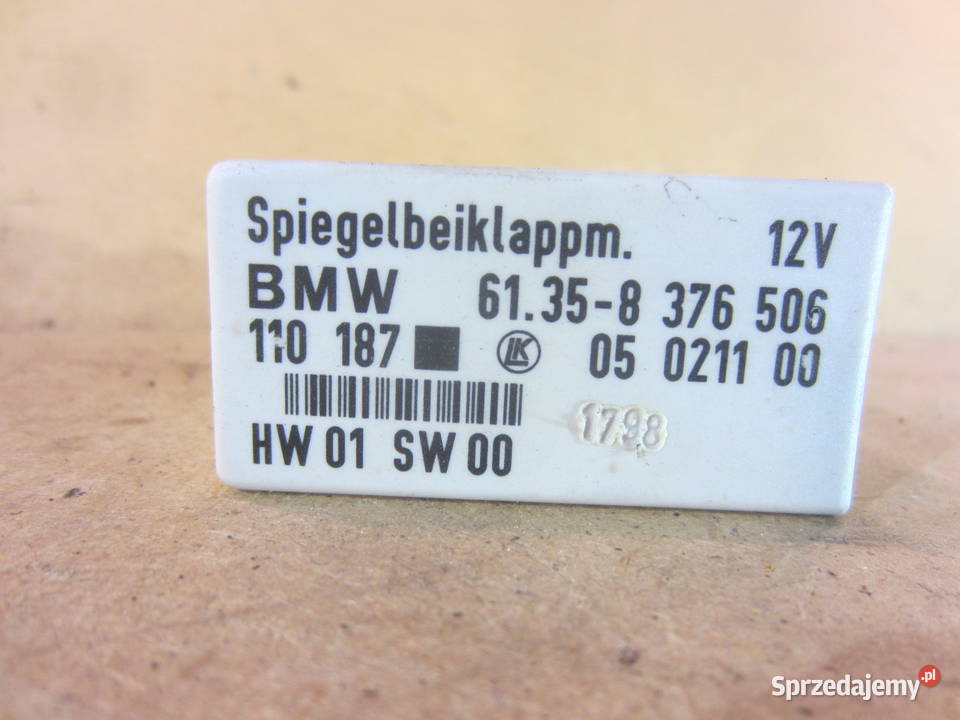 Spiegelbeiklappm. 12V
BMW 61.35-8 376 506
110 187 LK 05 0211 00
HW 01 SW 00 1798
Sprzedajemy.pl